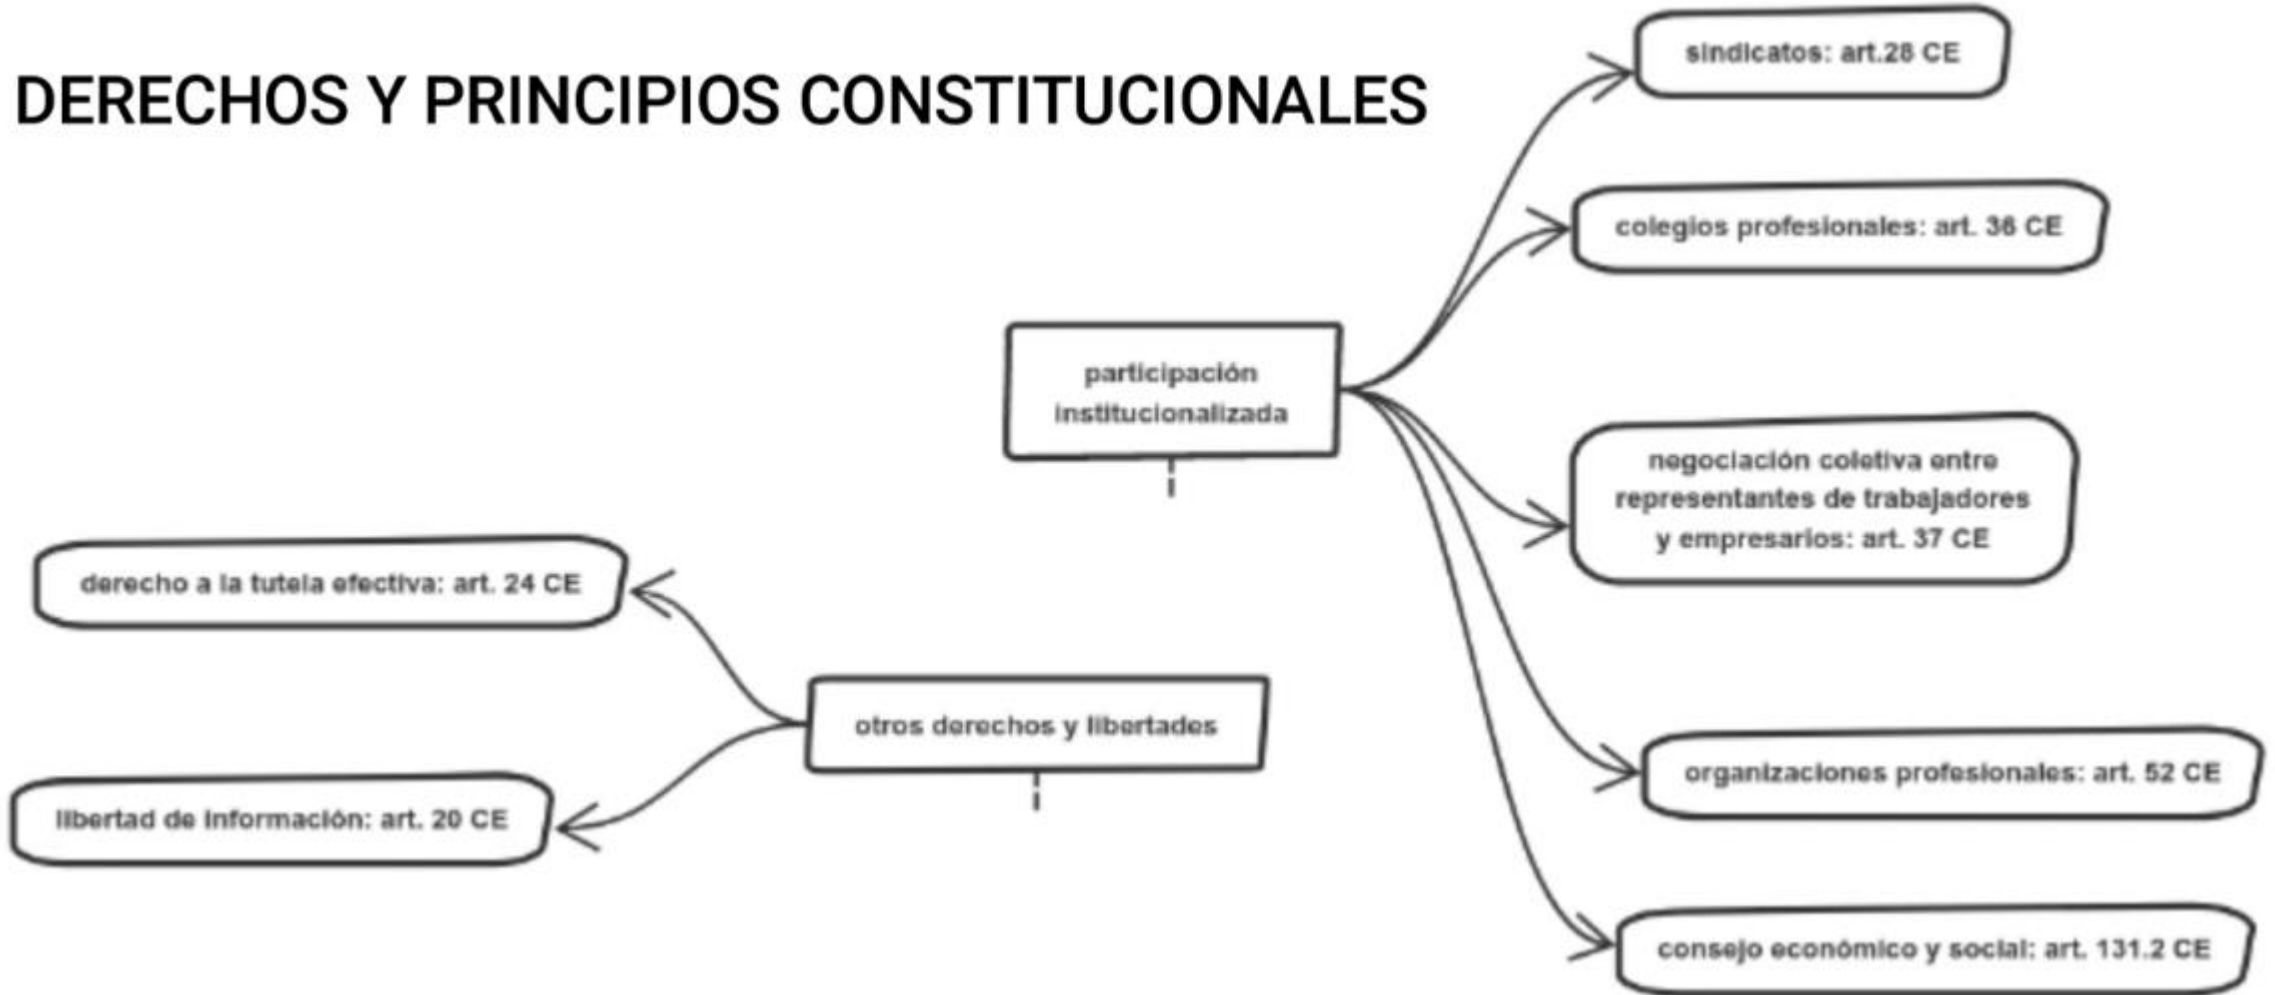 DERECHOS Y PRINCIPIOS CONSTITUCIONALES
sindicatos: art.28 CE
colegios profesionales: art. 36 CE
participación
institucionalizada
negociación coletiva entre
representantes de trabajadores
y empresarios: art. 37 CE
derecho a la tutela efectiva: art. 24 CE
otros derechos y libertades
libertad de información: art. 20 CE
organizaciones profesionales: art. 52 CE
consejo económico y social: art. 131.2 CE